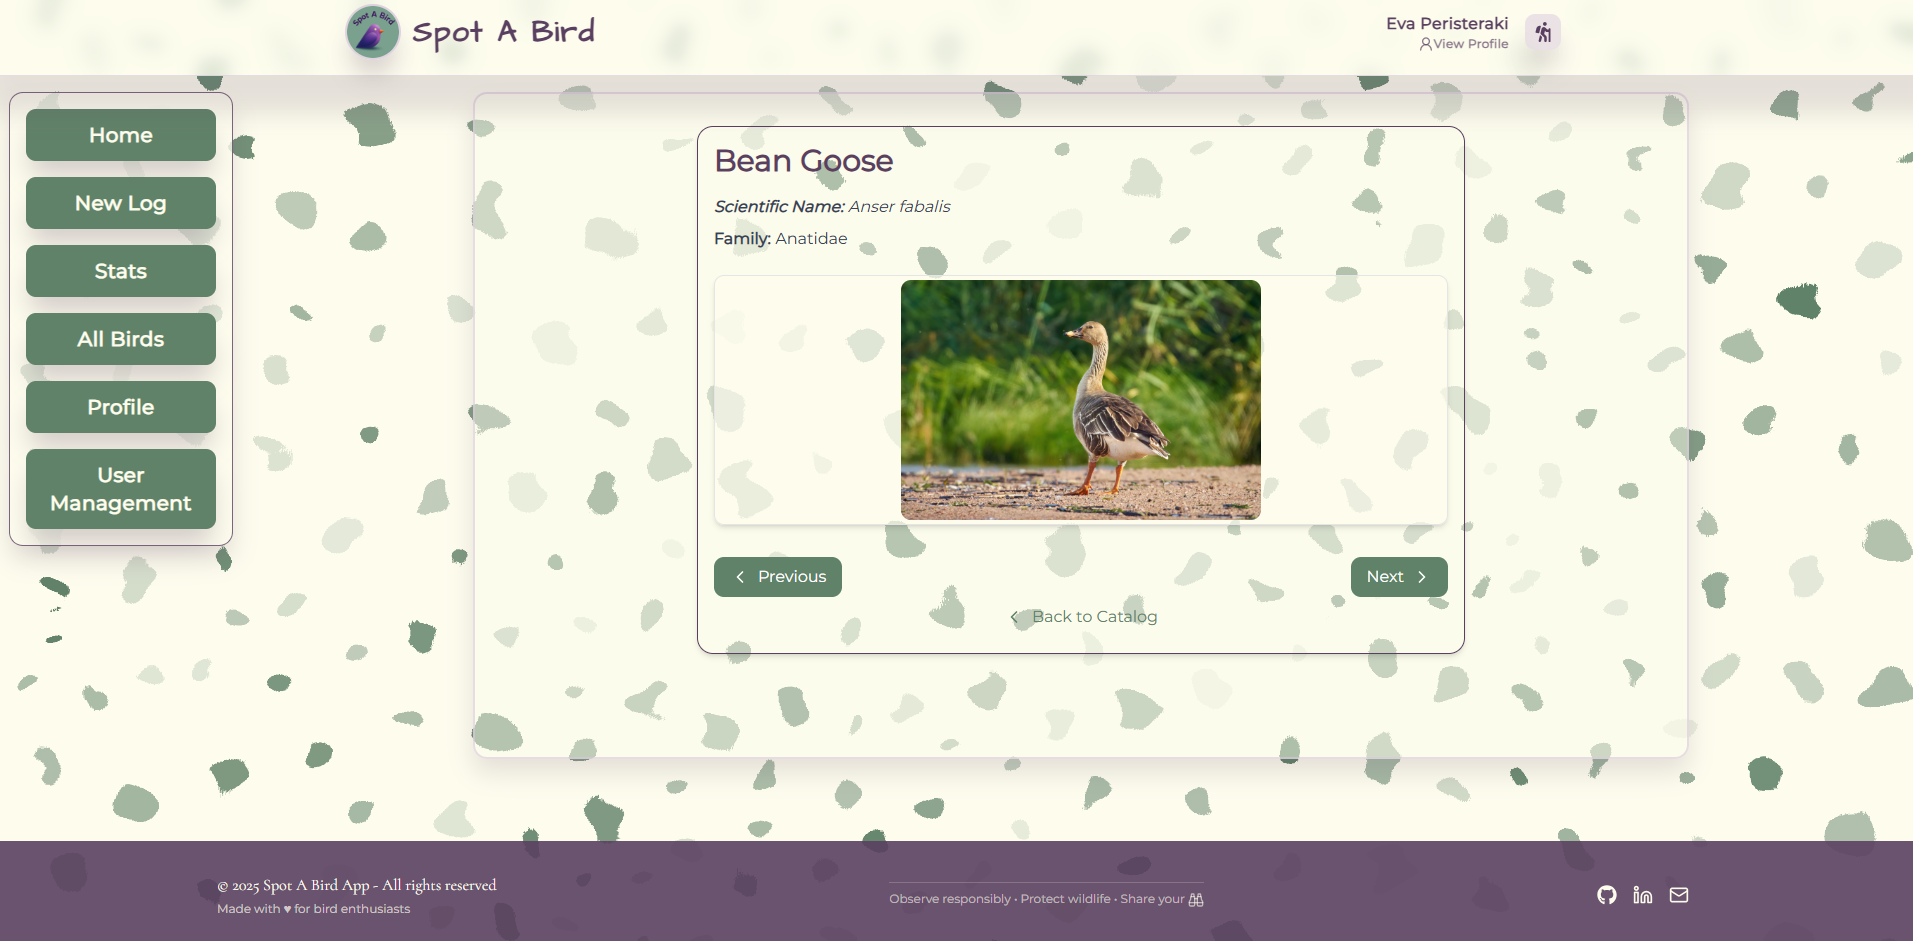 Spot A Bird
Spot A Bird
Eva Peristeraki
View Profile
Home
New Log
Stats
All Birds
Profile
User
Management
Bean Goose
Scientific Name: Anser fabalis
Family: Anatidae
Previous
Next
Back to Catalog
© 2025 Spot A Bird App - All rights reserved
Made with ♥ for bird enthusiasts
Observe responsibly • Protect wildlife • Share your